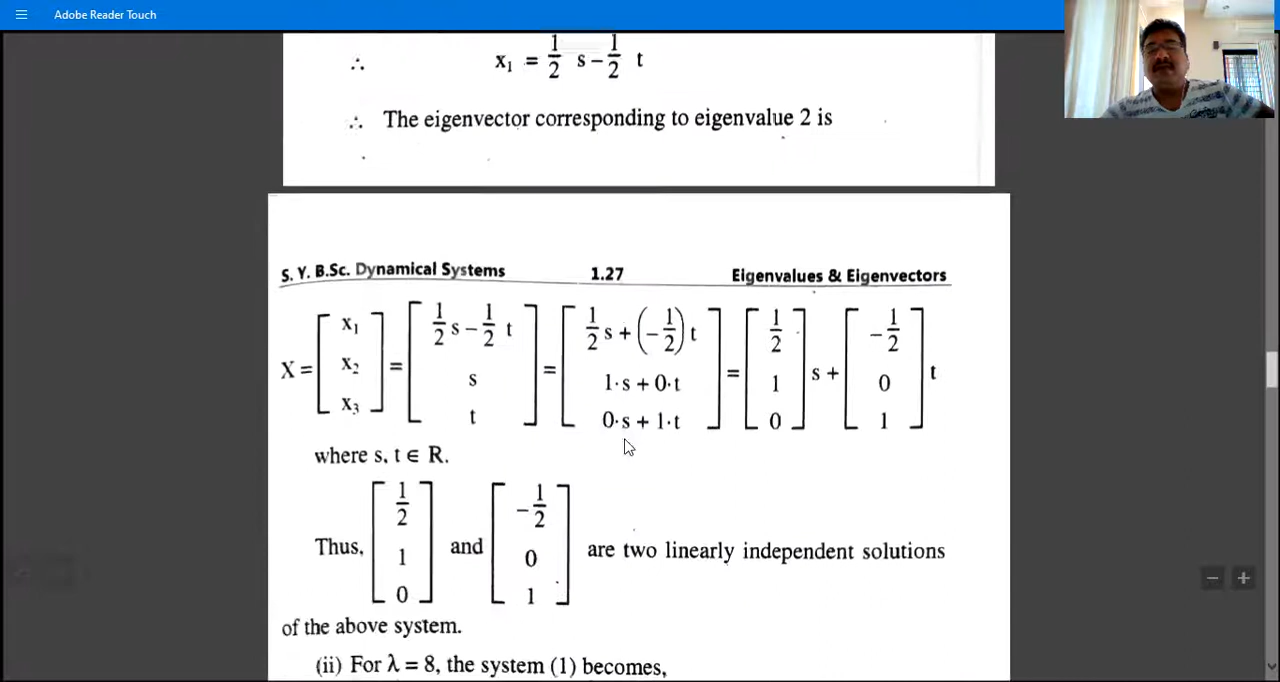 Adobe Reader Touch
∴ x₁ = 1/2 s − 1/2 t
∴ The eigenvector corresponding to eigenvalue 2 is
S. Y. B.Sc. Dynamical Systems 1.27 Eigenvalues & Eigenvectors
X = [x₁ x₂ x₃] = [1/2 s − 1/2 t, s, t] = [1/2 s + (−1/2) t, 1·s + 0·t, 0·s + 1·t] = [1/2, 1, 0] s + [−1/2, 0, 1] t
where s, t ∈ R.
Thus, [1/2, 1, 0] and [−1/2, 0, 1] are two linearly independent solutions
of the above system.
(ii) For λ = 8, the system (1) becomes,